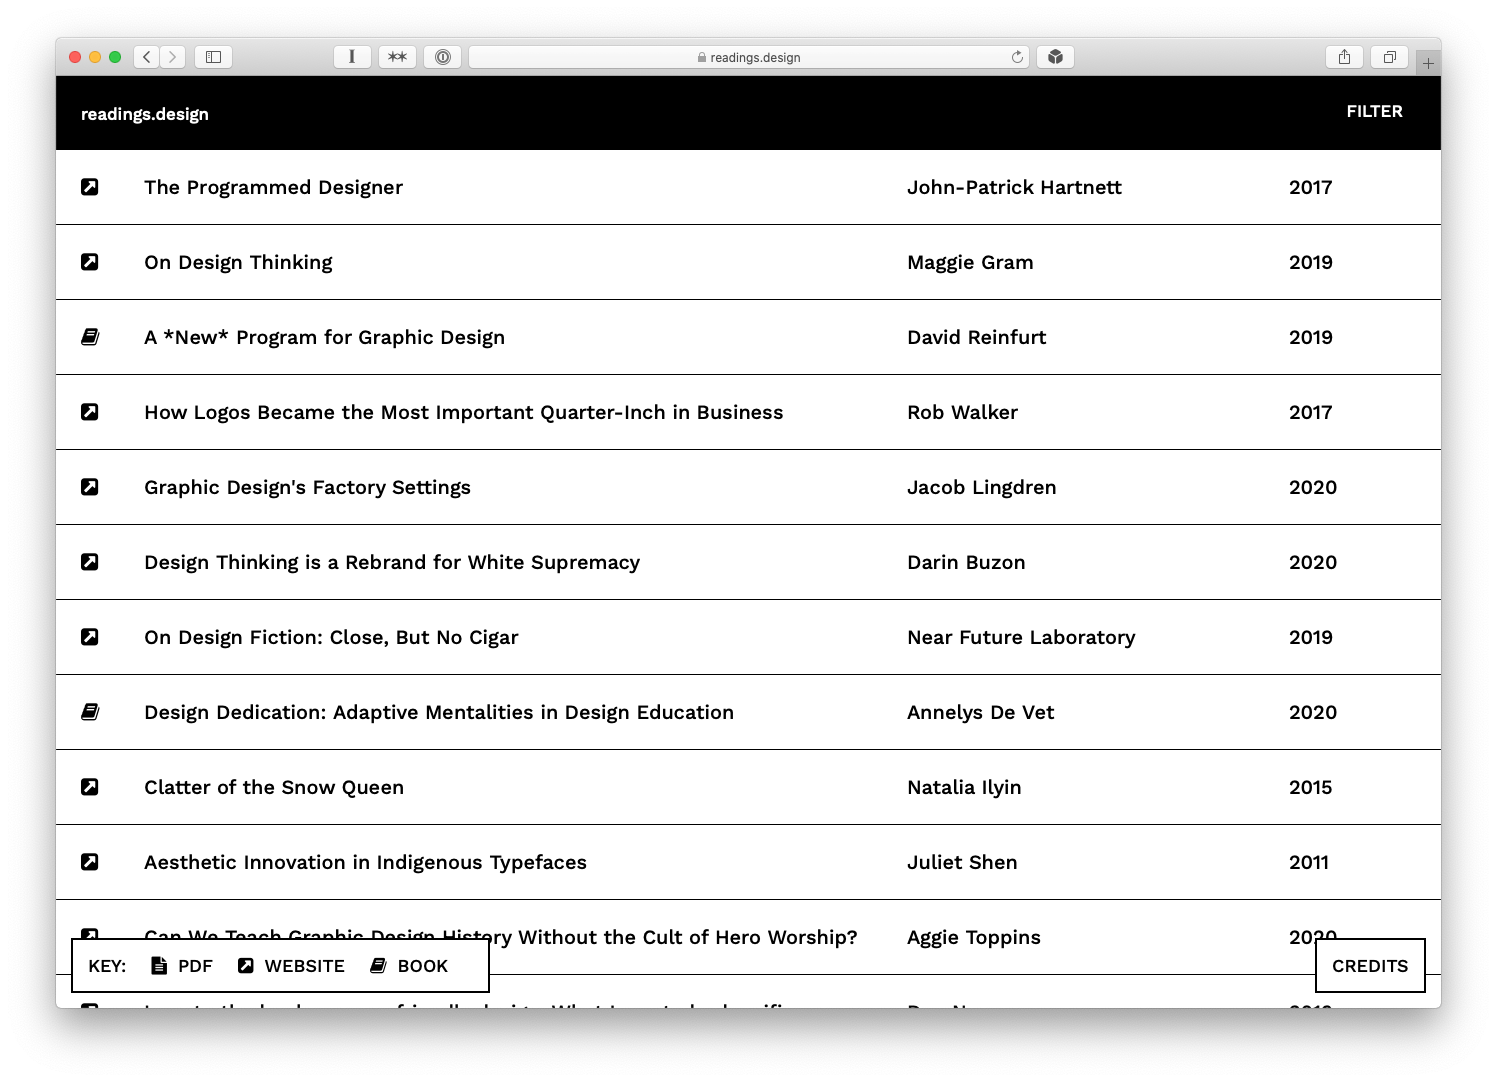 readings.design
readings.design FILTER
The Programmed Designer John-Patrick Hartnett 2017
On Design Thinking Maggie Gram 2019
A *New* Program for Graphic Design David Reinfurt 2019
How Logos Became the Most Important Quarter-Inch in Business Rob Walker 2017
Graphic Design's Factory Settings Jacob Lingdren 2020
Design Thinking is a Rebrand for White Supremacy Darin Buzon 2020
On Design Fiction: Close, But No Cigar Near Future Laboratory 2019
Design Dedication: Adaptive Mentalities in Design Education Annelys De Vet 2020
Clatter of the Snow Queen Natalia Ilyin 2015
Aesthetic Innovation in Indigenous Typefaces Juliet Shen 2011
Can We Teach Graphic Design History Without the Cult of Hero Worship? Aggie Toppins 2020
KEY: PDF WEBSITE BOOK CREDITS